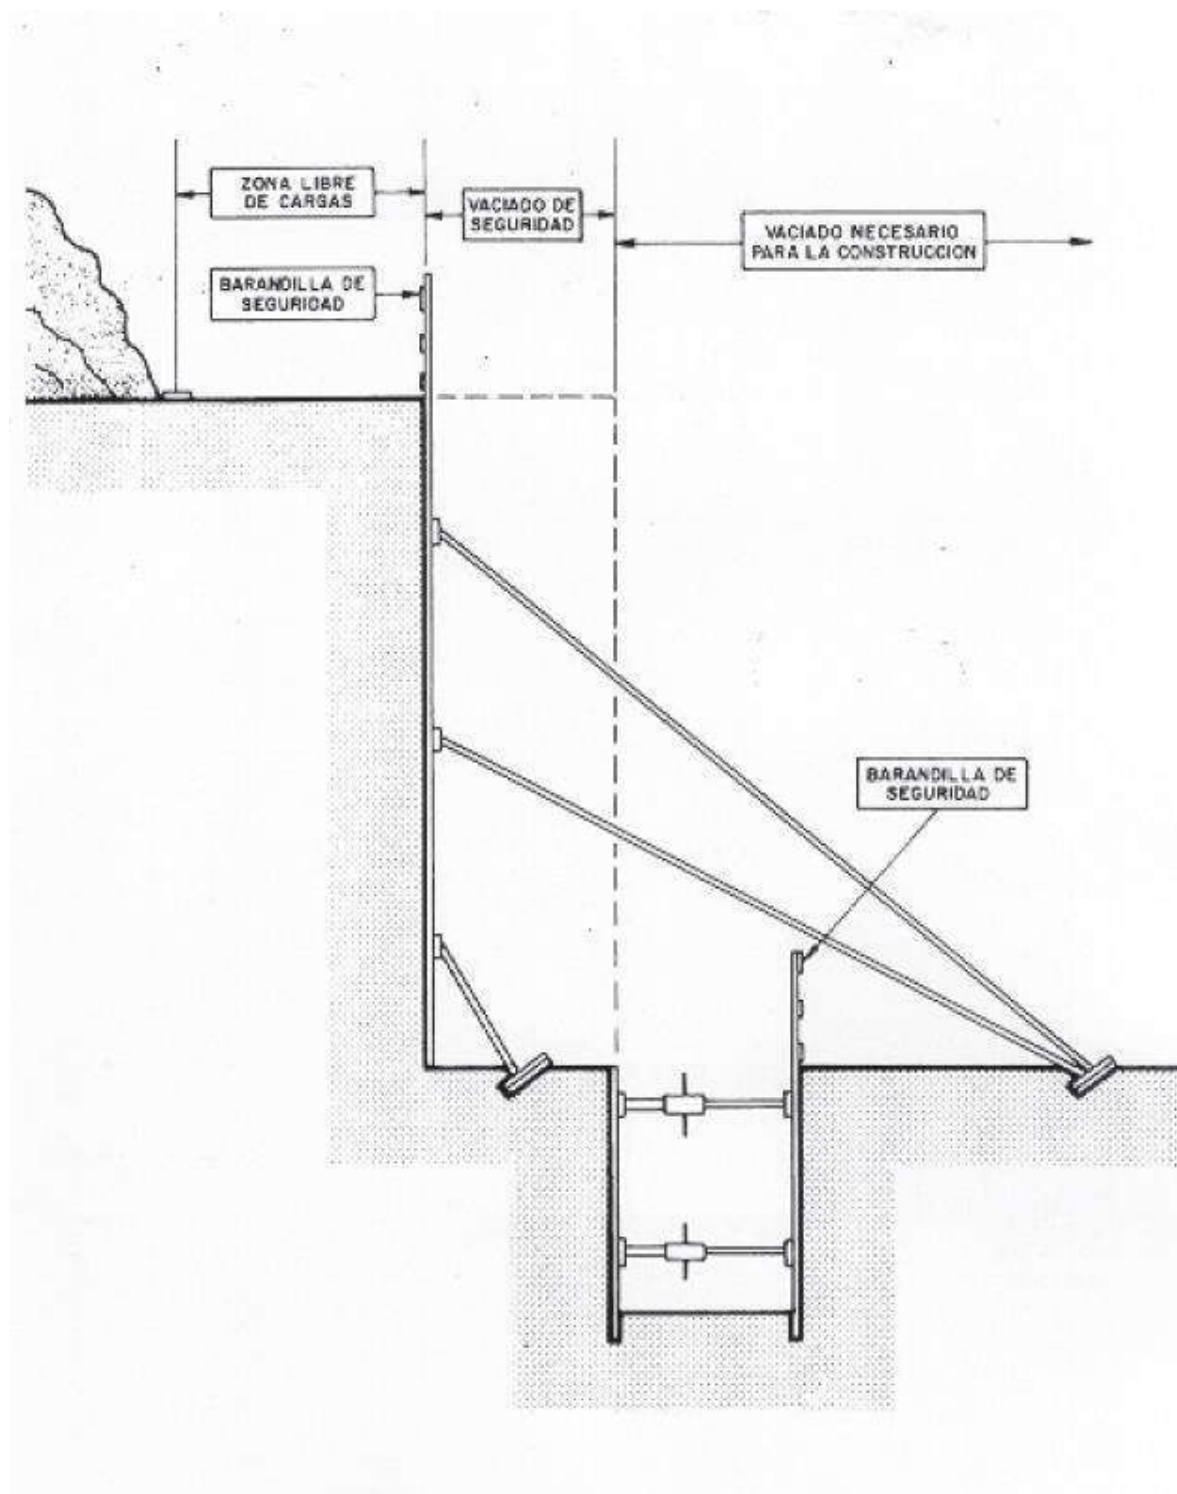 ZONA LIBRE
DE CARGAS
VACIADO DE
SEGURIDAD
VACIADO NECESARIO
PARA LA CONSTRUCCION
BARANDILLA DE
SEGURIDAD
BARANDILLA DE
SEGURIDAD